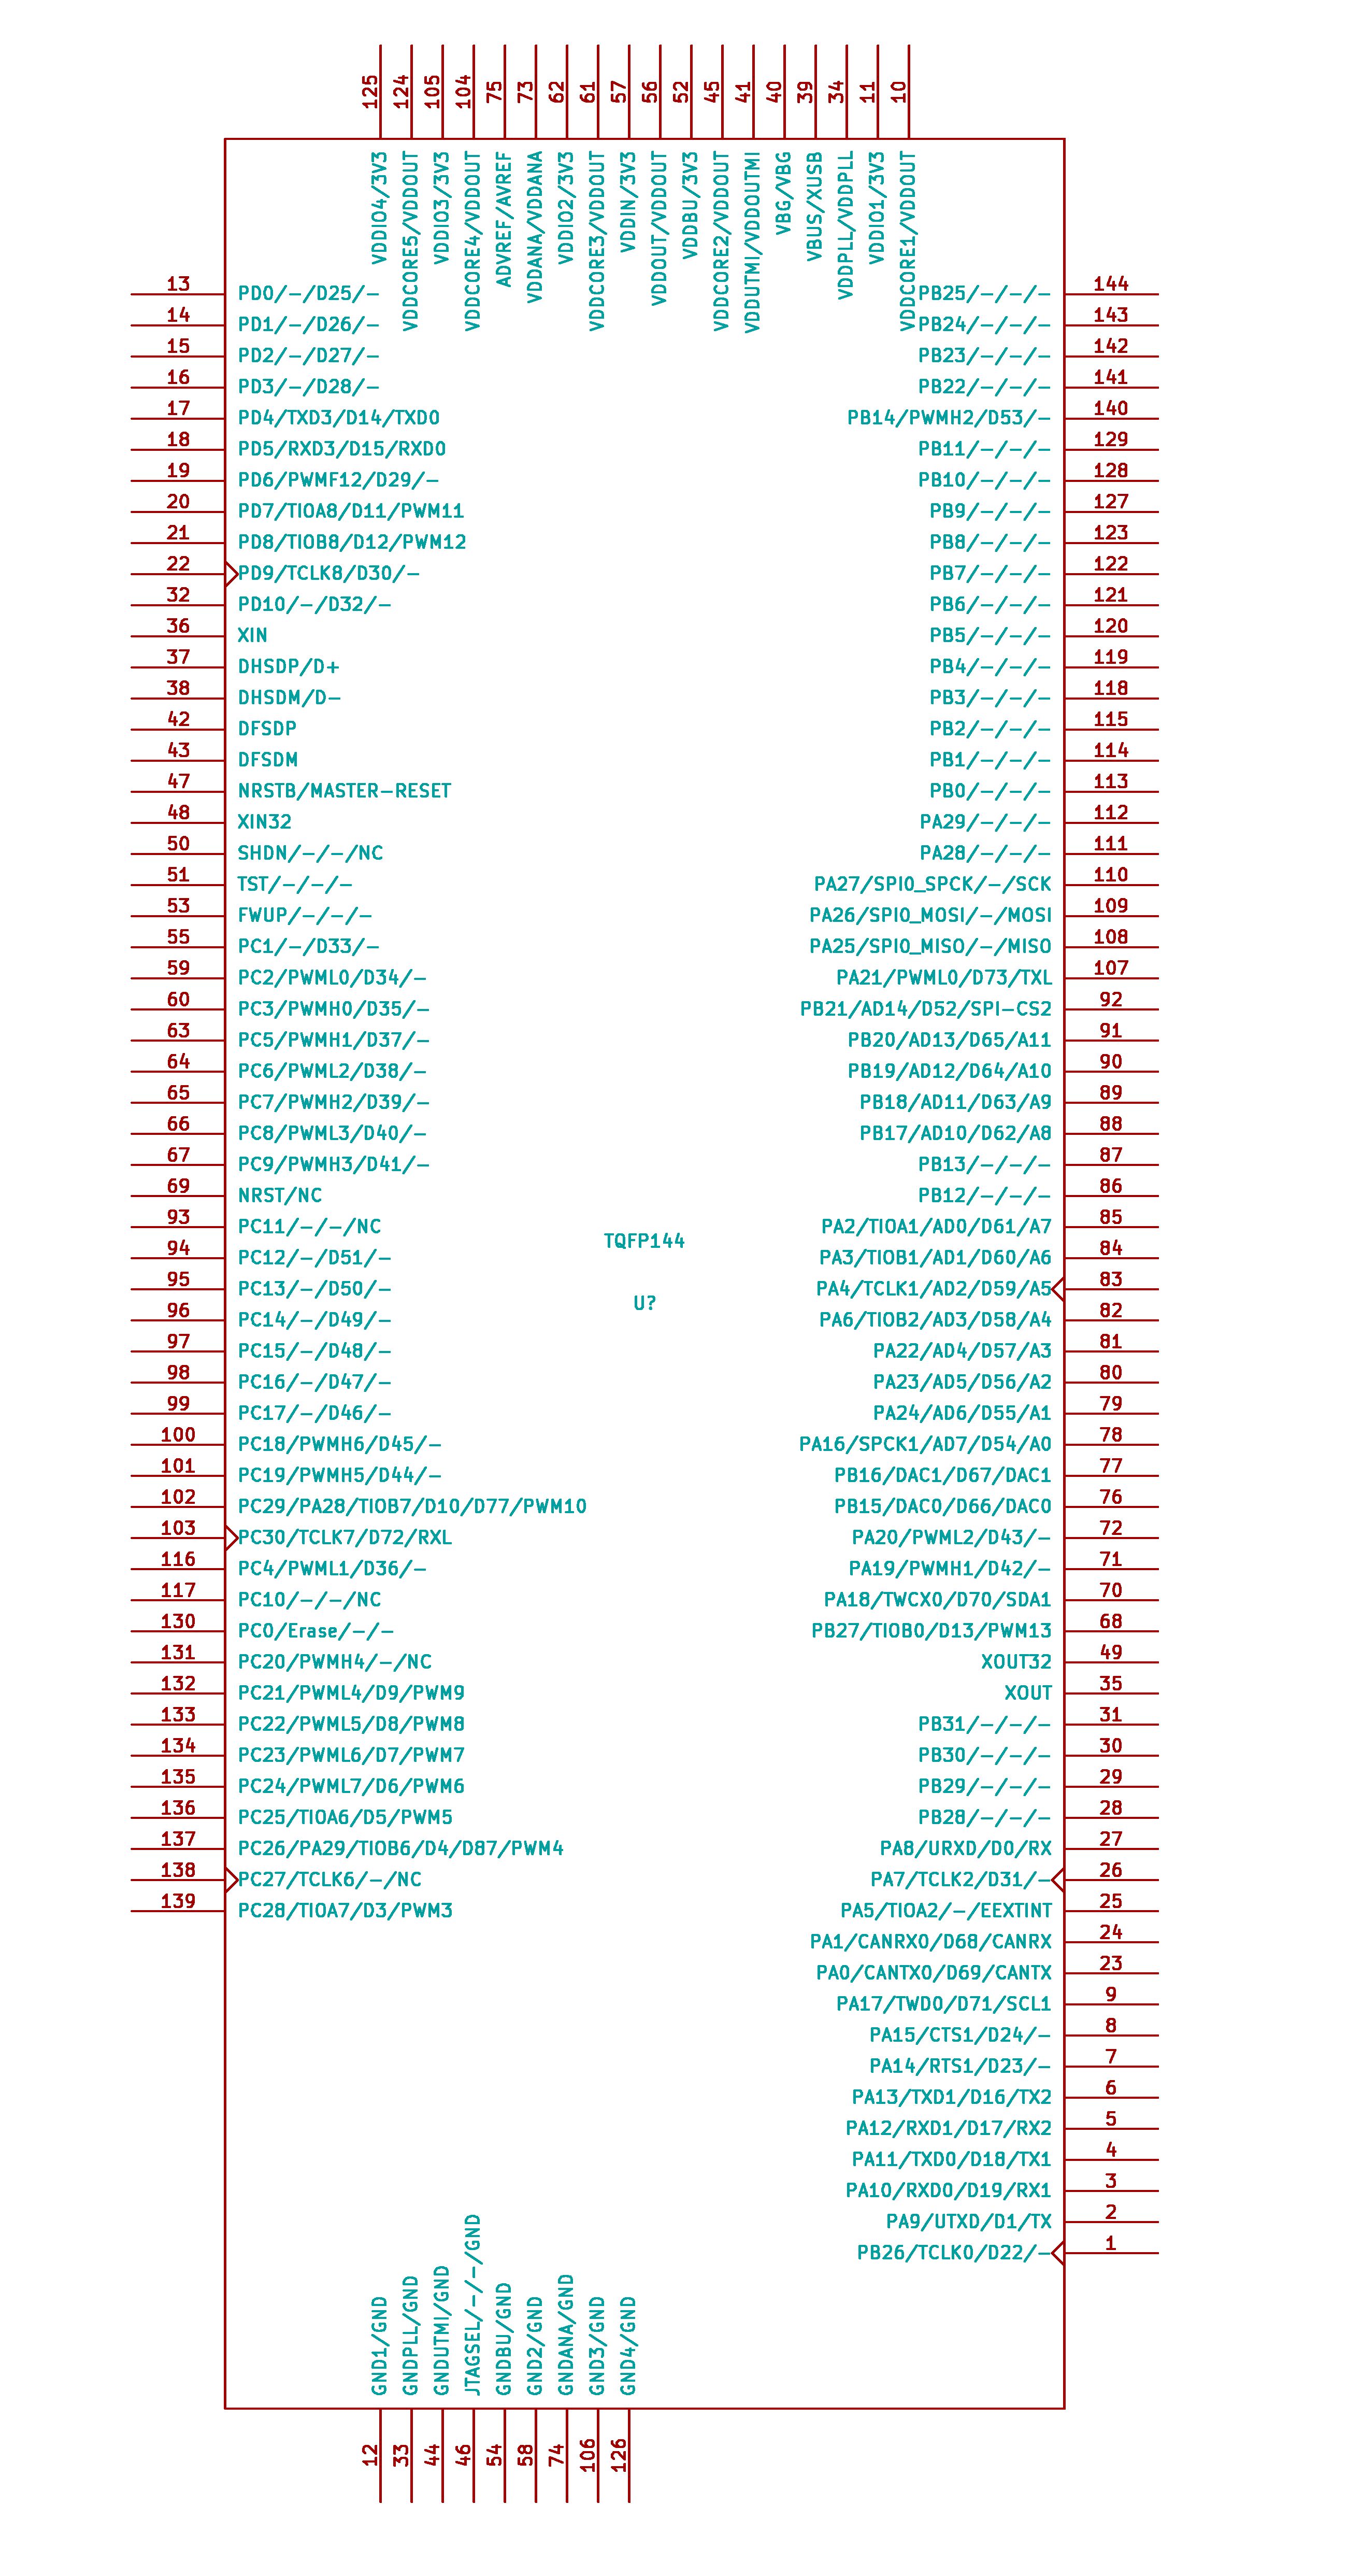 125 124 105 104 75 73 62 61 57 56 52 45 41 40 39 34 11 10
VDDIO4/3V3
VDDCORE5/VDDOUT
VDDIO3/3V3
VDDCORE4/VDDOUT
ADVREF/AVREF
VDDANA/VDDANA
VDDIO2/3V3
VDDCORE3/VDDOUT
VDDIN/3V3
VDDOUT/VDDOUT
VDDBU/3V3
VDDCORE2/VDDOUT
VDDUTMI/VDDOUTMI
VBG/VBG
VBUS/XUSB
VDDPLL/VDDPLL
VDDIO1/3V3
VDDCORE1/VDDOUT
13 PD0/-/D25/-
14 PD1/-/D26/-
15 PD2/-/D27/-
16 PD3/-/D28/-
17 PD4/TXD3/D14/TXD0
18 PD5/RXD3/D15/RXD0
19 PD6/PWMF12/D29/-
20 PD7/TIOA8/D11/PWM11
21 PD8/TIOB8/D12/PWM12
22 PD9/TCLK8/D30/-
32 PD10/-/D32/-
36 XIN
37 DHSDP/D+
38 DHSDM/D-
42 DFSDP
43 DFSDM
47 NRSTB/MASTER-RESET
48 XIN32
50 SHDN/-/-/NC
51 TST/-/-/-
53 FWUP/-/-/-
55 PC1/-/D33/-
59 PC2/PWML0/D34/-
60 PC3/PWMH0/D35/-
63 PC5/PWMH1/D37/-
64 PC6/PWML2/D38/-
65 PC7/PWMH2/D39/-
66 PC8/PWML3/D40/-
67 PC9/PWMH3/D41/-
69 NRST/NC
93 PC11/-/-/NC
94 PC12/-/D51/-
95 PC13/-/D50/-
96 PC14/-/D49/-
97 PC15/-/D48/-
98 PC16/-/D47/-
99 PC17/-/D46/-
100 PC18/PWMH6/D45/-
101 PC19/PWMH5/D44/-
102 PC29/PA28/TIOB7/D10/D77/PWM10
103 PC30/TCLK7/D72/RXL
116 PC4/PWML1/D36/-
117 PC10/-/-/NC
130 PC0/Erase/-/-
131 PC20/PWMH4/-/NC
132 PC21/PWML4/D9/PWM9
133 PC22/PWML5/D8/PWM8
134 PC23/PWML6/D7/PWM7
135 PC24/PWML7/D6/PWM6
136 PC25/TIOA6/D5/PWM5
137 PC26/PA29/TIOB6/D4/D87/PWM4
138 PC27/TCLK6/-/NC
139 PC28/TIOA7/D3/PWM3
TQFP144
U?
PB25/-/-/- 144
PB24/-/-/- 143
PB23/-/-/- 142
PB22/-/-/- 141
PB14/PWMH2/D53/- 140
PB11/-/-/- 129
PB10/-/-/- 128
PB9/-/-/- 127
PB8/-/-/- 123
PB7/-/-/- 122
PB6/-/-/- 121
PB5/-/-/- 120
PB4/-/-/- 119
PB3/-/-/- 118
PB2/-/-/- 115
PB1/-/-/- 114
PB0/-/-/- 113
PA29/-/-/- 112
PA28/-/-/- 111
PA27/SPI0_SPCK/-/SCK 110
PA26/SPI0_MOSI/-/MOSI 109
PA25/SPI0_MISO/-/MISO 108
PA21/PWML0/D73/TXL 107
PB21/AD14/D52/SPI-CS2 92
PB20/AD13/D65/A11 91
PB19/AD12/D64/A10 90
PB18/AD11/D63/A9 89
PB17/AD10/D62/A8 88
PB13/-/-/- 87
PB12/-/-/- 86
PA2/TIOA1/AD0/D61/A7 85
PA3/TIOB1/AD1/D60/A6 84
PA4/TCLK1/AD2/D59/A5 83
PA6/TIOB2/AD3/D58/A4 82
PA22/AD4/D57/A3 81
PA23/AD5/D56/A2 80
PA24/AD6/D55/A1 79
PA16/SPCK1/AD7/D54/A0 78
PB16/DAC1/D67/DAC1 77
PB15/DAC0/D66/DAC0 76
PA20/PWML2/D43/- 72
PA19/PWMH1/D42/- 71
PA18/TWCX0/D70/SDA1 70
PB27/TIOB0/D13/PWM13 68
XOUT32 49
XOUT 35
PB31/-/-/- 31
PB30/-/-/- 30
PB29/-/-/- 29
PB28/-/-/- 28
PA8/URXD/D0/RX 27
PA7/TCLK2/D31/- 26
PA5/TIOA2/-/EEXTINT 25
PA1/CANRX0/D68/CANRX 24
PA0/CANTX0/D69/CANTX 23
PA17/TWD0/D71/SCL1 9
PA15/CTS1/D24/- 8
PA14/RTS1/D23/- 7
PA13/TXD1/D16/TX2 6
PA12/RXD1/D17/RX2 5
PA11/TXD0/D18/TX1 4
PA10/RXD0/D19/RX1 3
PA9/UTXD/D1/TX 2
PB26/TCLK0/D22/- 1
GND1/GND
GNDPLL/GND
GNDUTMI/GND
JTAGSEL/-/-/GND
GNDBU/GND
GND2/GND
GNDANA/GND
GND3/GND
GND4/GND
12 33 44 46 54 58 74 106 126